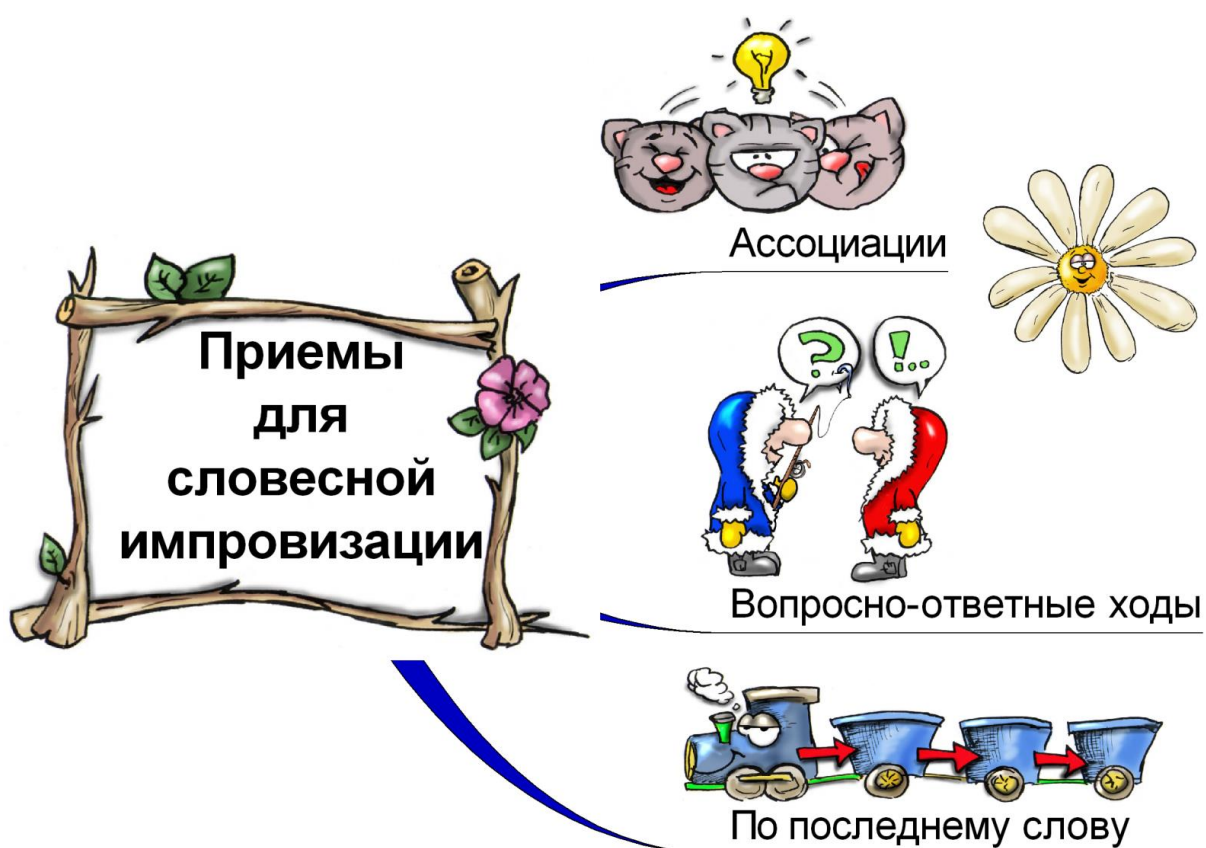 Приемы
для
словесной
импровизации
Ассоциации
? !..
Вопросно-ответные ходы
По последнему слову